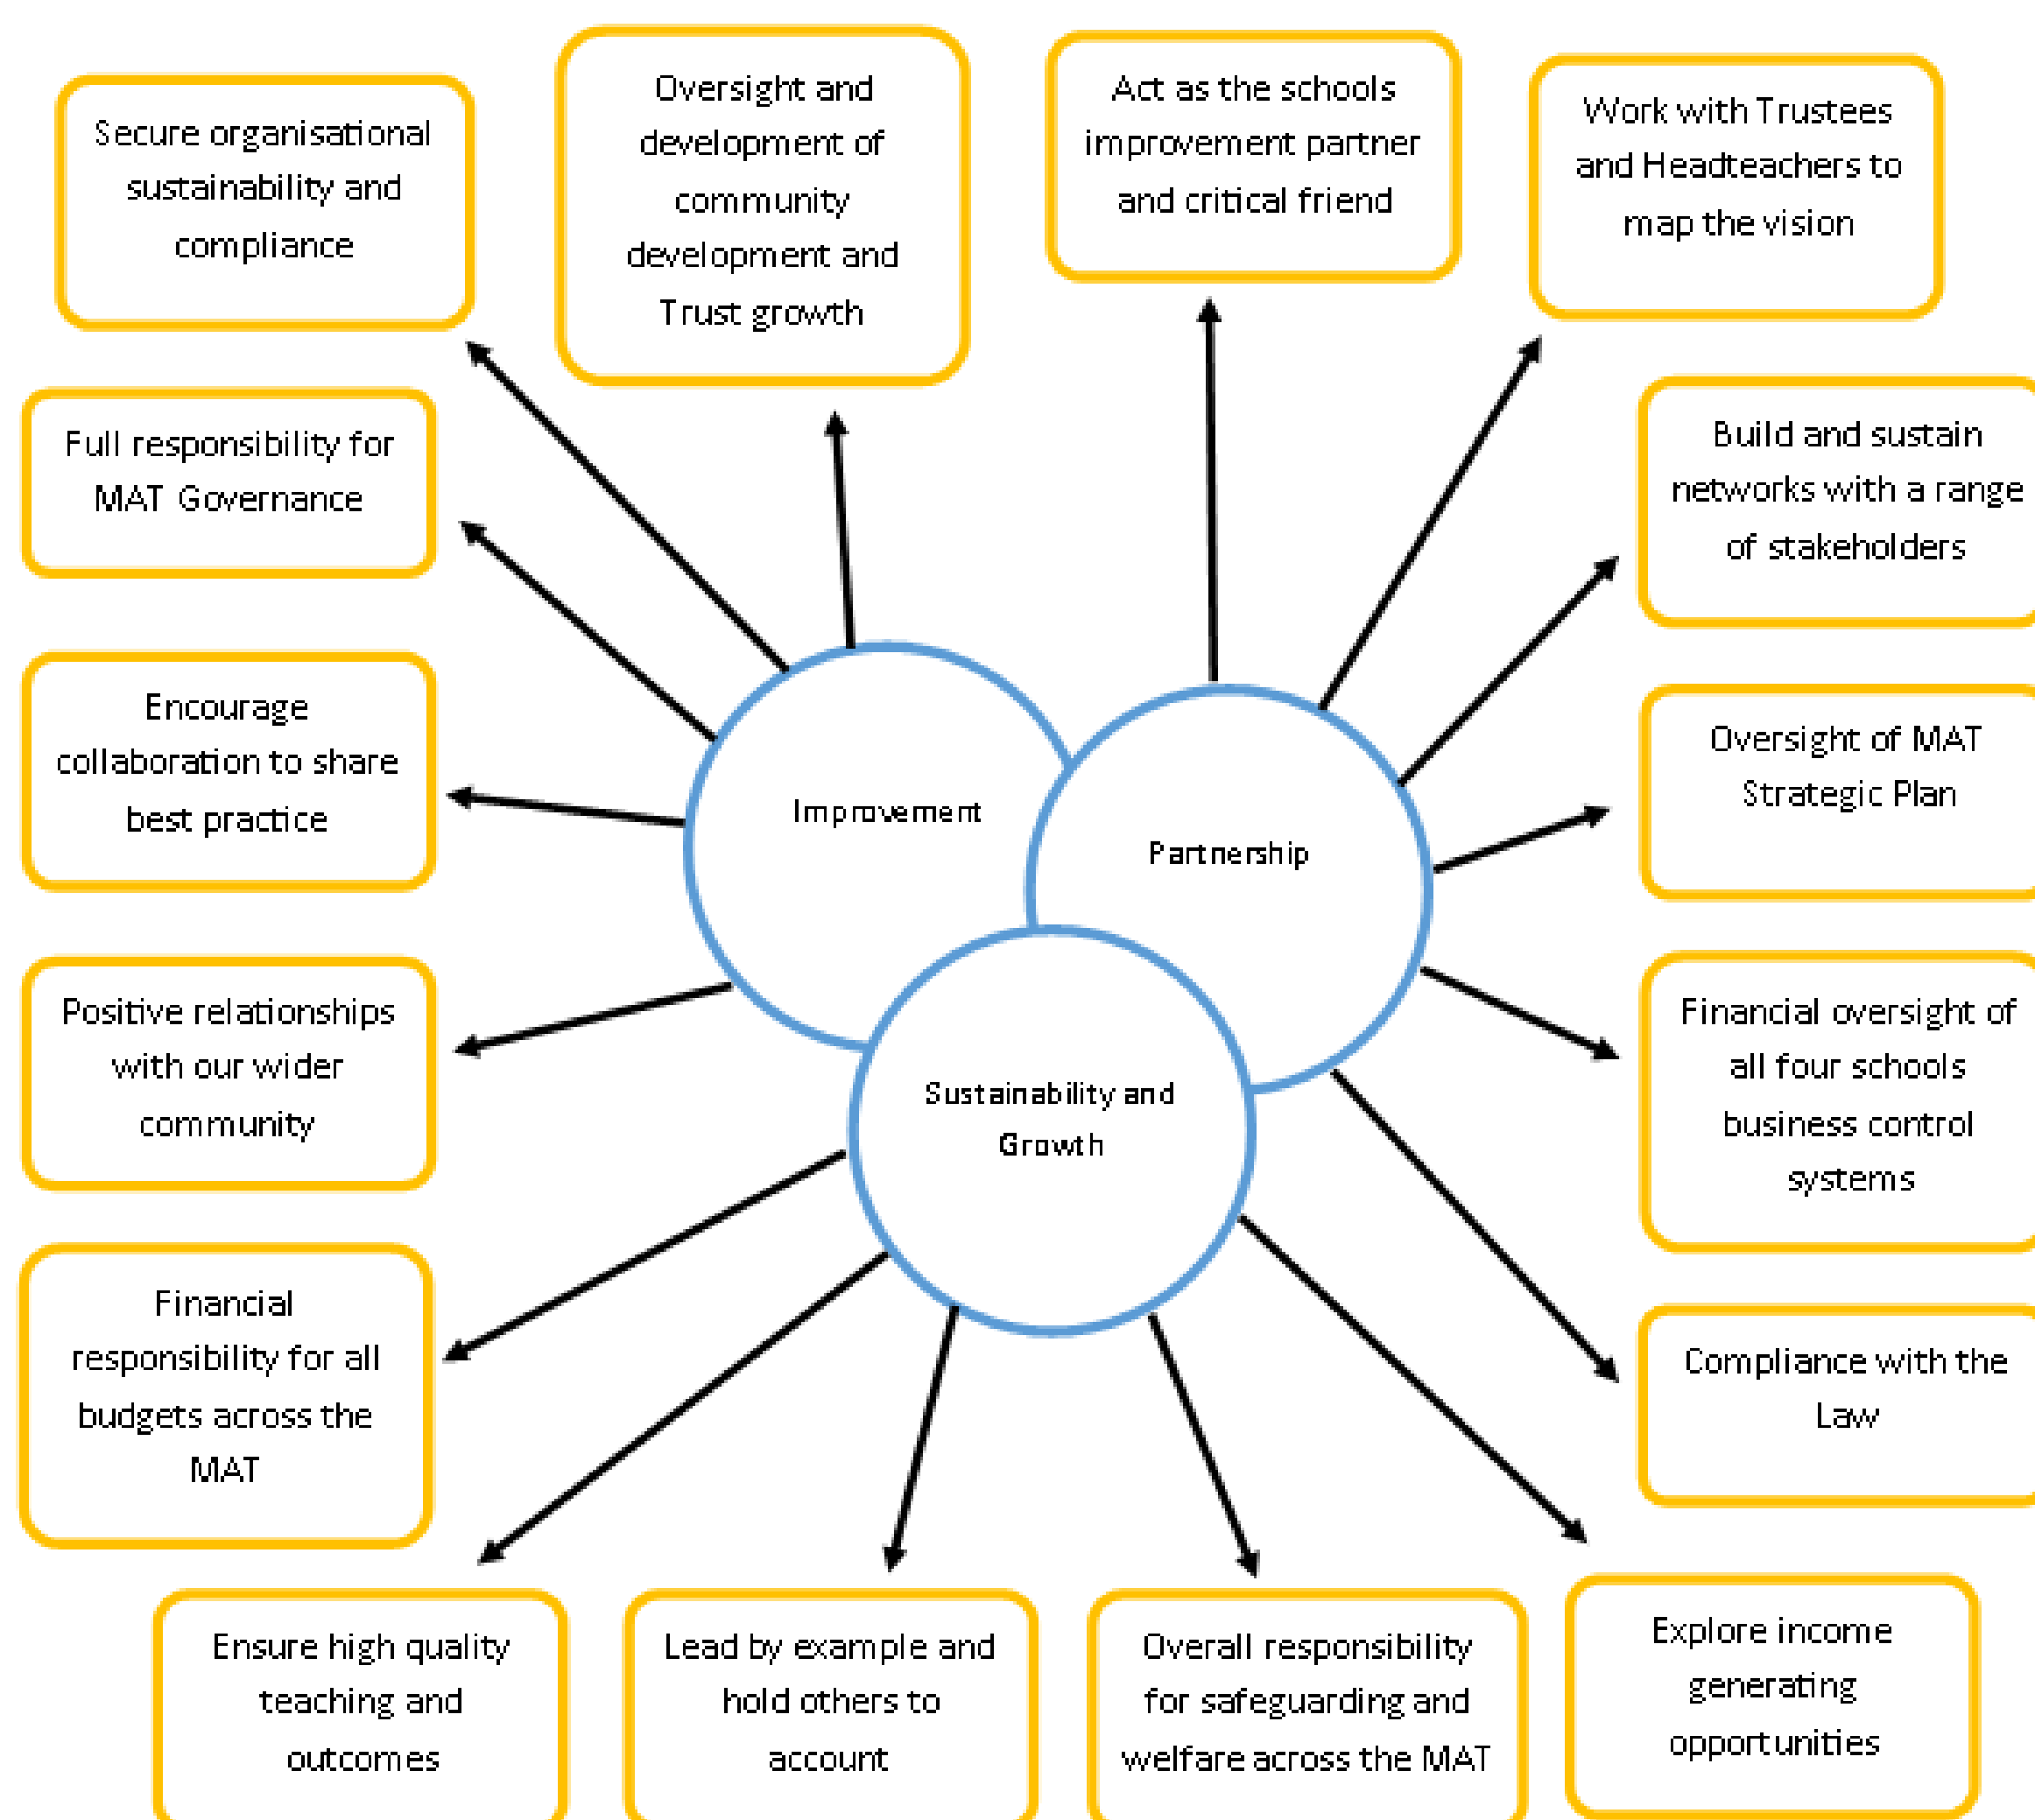 Secure organisational
sustainability and
compliance
Oversight and
development of
community
development and
Trust growth
Act as the schools
improvement partner
and critical friend
Work with Trustees
and Headteachers to
map the vision
Full responsibility for
MAT Governance
Build and sustain
networks with a range
of stakeholders
Encourage
collaboration to share
best practice
Improvement
Partnership
Oversight of MAT
Strategic Plan
Positive relationships
with our wider
community
Sustainability and
Growth
Financial oversight of
all four schools
business control
systems
Financial
responsibility for all
budgets across the
MAT
Compliance with the
Law
Ensure high quality
teaching and
outcomes
Lead by example and
hold others to
account
Overall responsibility
for safeguarding and
welfare across the MAT
Explore income
generating
opportunities